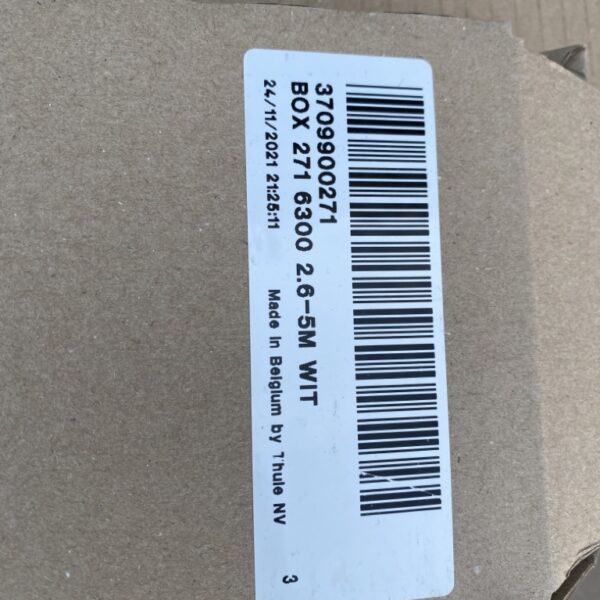 3709900271
BOX 271 6300 2.6-5M WIT
24/11/2021 21:25:11 Made in Belgium by Thule NV 3